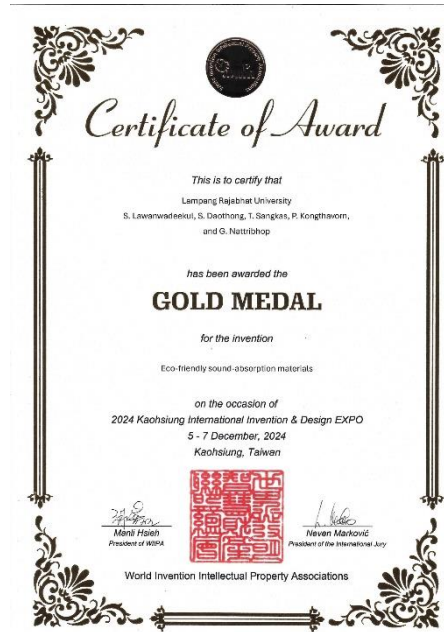 Certificate of Award
This is to certify that
Lampang Rajabhat University
S. Lawanwadeekul, S. Daothong, T. Sangkas, P. Kongthavorn,
and G. Nattribhop
has been awarded the
GOLD MEDAL
for the invention
Eco-friendly sound-absorption materials
on the occasion of
2024 Kaohsiung International Invention & Design EXPO
5 - 7 December, 2024
Kaohsiung, Taiwan
Manti Hsieh
President of WIIPA
Neven Marković
President of the International Jury
World Invention Intellectual Property Associations